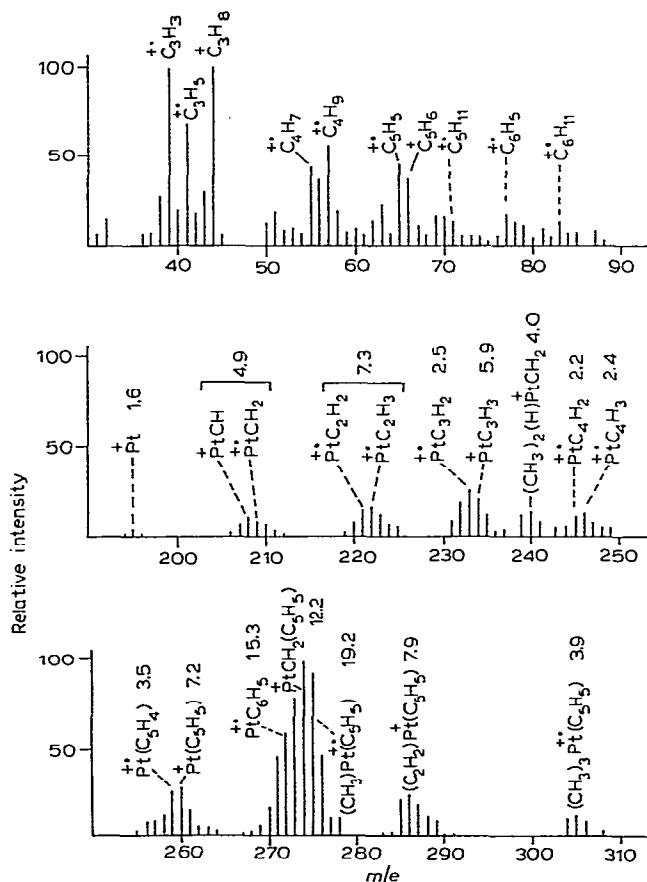 +· C3H3
+ C3H8
+· C3H5
+· C4H7
+· C4H9
+· C5H5
+ C5H6
+· C5H11
+· C6H5
+· C6H11
100
50
40 50 60 70 80 90
4.9
7.3
1.6
2.5
5.9
4.0
2.2
2.4
+Pt
+PtCH
+· PtCH2
+· PtC2H2
+· PtC2H3
+· PtC3H2
+ PtC3H3
(CH3)2(H)+PtCH2
+· PtC4H2
+· PtC4H3
100
50
200 210 220 230 240 250
Relative intensity
+· Pt(C5H4) 3.5
+ Pt(C5H5) 7.2
+· PtC6H5 15.3
+ PtCH2(C5H5) 12.2
+· (CH3)Pt(C5H5) 19.2
(C2H2)+Pt(C5H5) 7.9
(CH3)3+·Pt(C5H5) 3.9
100
50
260 270 280 290 300 310
m/e